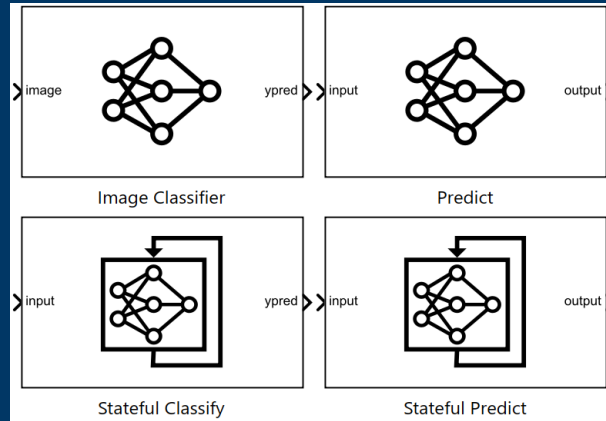 image
ypred
input
output
Image Classifier
Predict
input
ypred
input
output
Stateful Classify
Stateful Predict